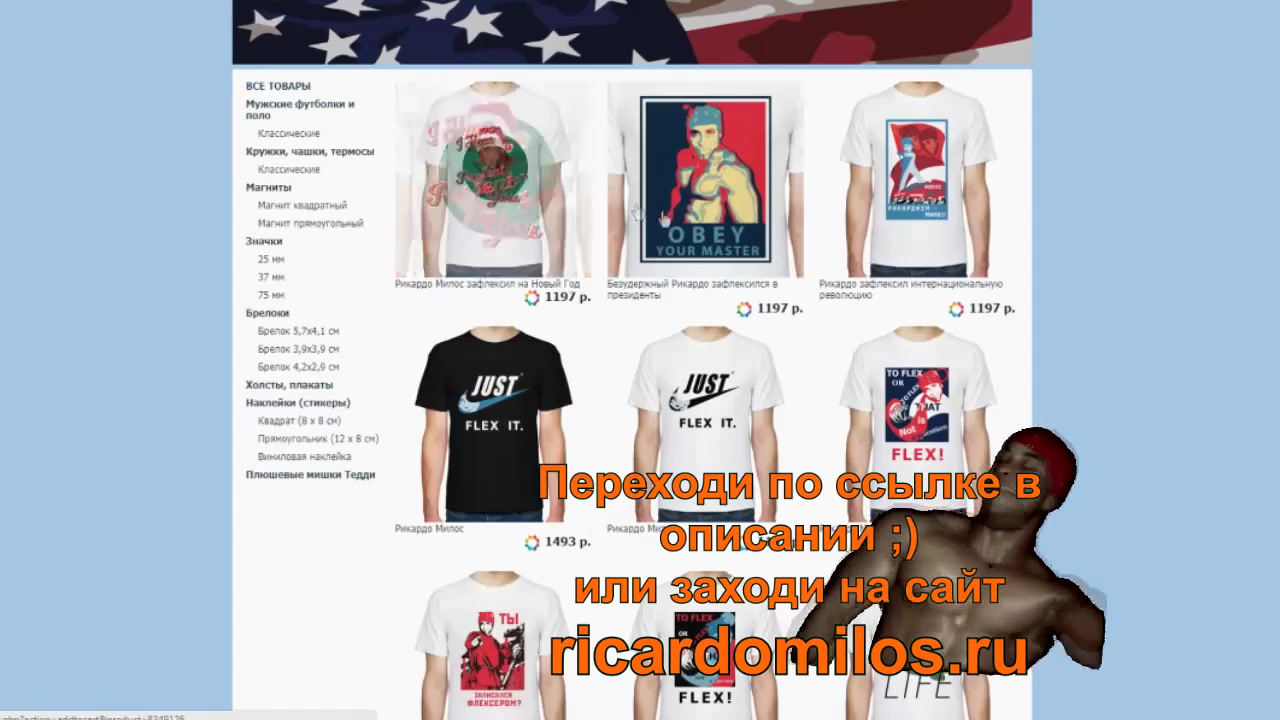 ВСЕ ТОВАРЫ
Мужские футболки и
поло
Классические
Кружки, чашки, термосы
Классические
Магниты
Магнит квадратный
Магнит прямоугольный
Значки
25 мм
37 мм
75 мм
Брелоки
Брелок 5,7x4,1 см
Брелок 3,9x3,9 см
Брелок 4,2x2,9 см
Холсты, плакаты
Наклейки (стикеры)
Квадрат (8 x 8 см)
Прямоугольник (12 x 8 см)
Виниловая наклейка
Плюшевые мишки Тедди
OBEY
YOUR MASTER
Рикардо Милос зафлексил на Новый Год
1197 р.
Безудержный Рикардо зафлексился в
президенты
1197 р.
Рикардо зафлексил интернациональную
революцию
1197 р.
JUST
FLEX IT.
JUST
FLEX IT.
TO FLEX
OR
Not
FLEX!
Рикардо Милос
1493 р.
Рикардо
ТЫ
ЗАПИСАЛСЯ
ФЛЕКСЕРОМ?
TO FLEX
OR
FLEX!
LIFE
Переходи по ссылке в
описании ;)
или заходи на сайт
ricardomilos.ru